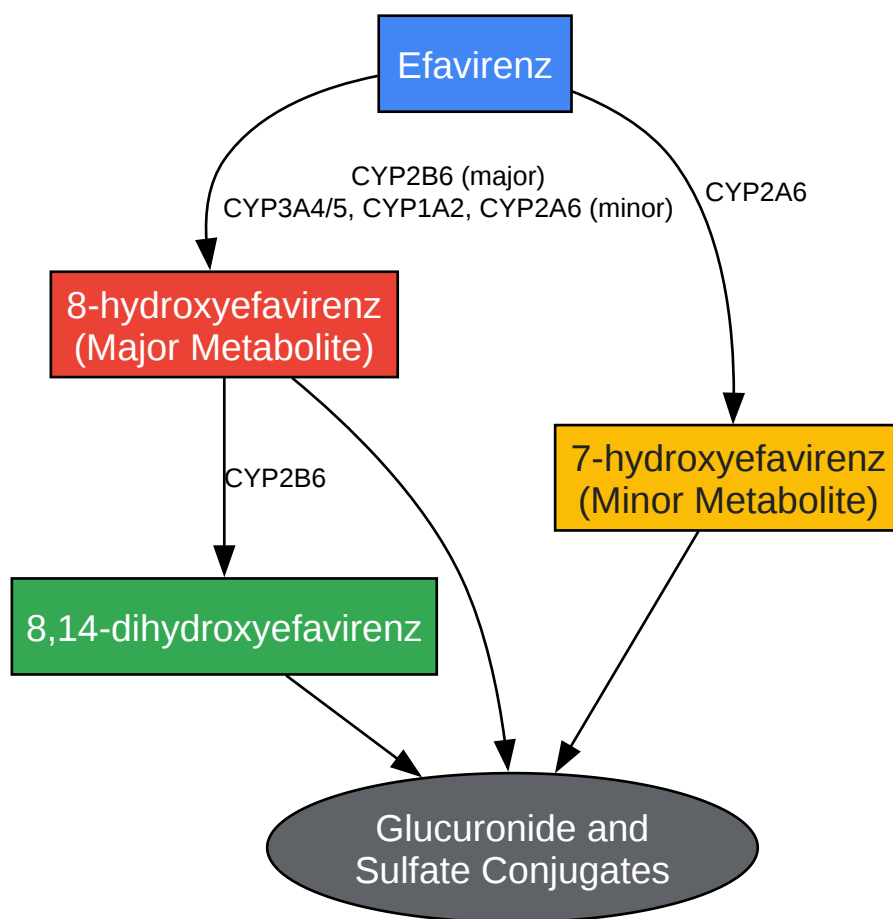 Efavirenz
CYP2B6 (major)
CYP3A4/5, CYP1A2, CYP2A6 (minor)
CYP2A6
8-hydroxyefavirenz
(Major Metabolite)
7-hydroxyefavirenz
(Minor Metabolite)
CYP2B6
8,14-dihydroxyefavirenz
Glucuronide and
Sulfate Conjugates